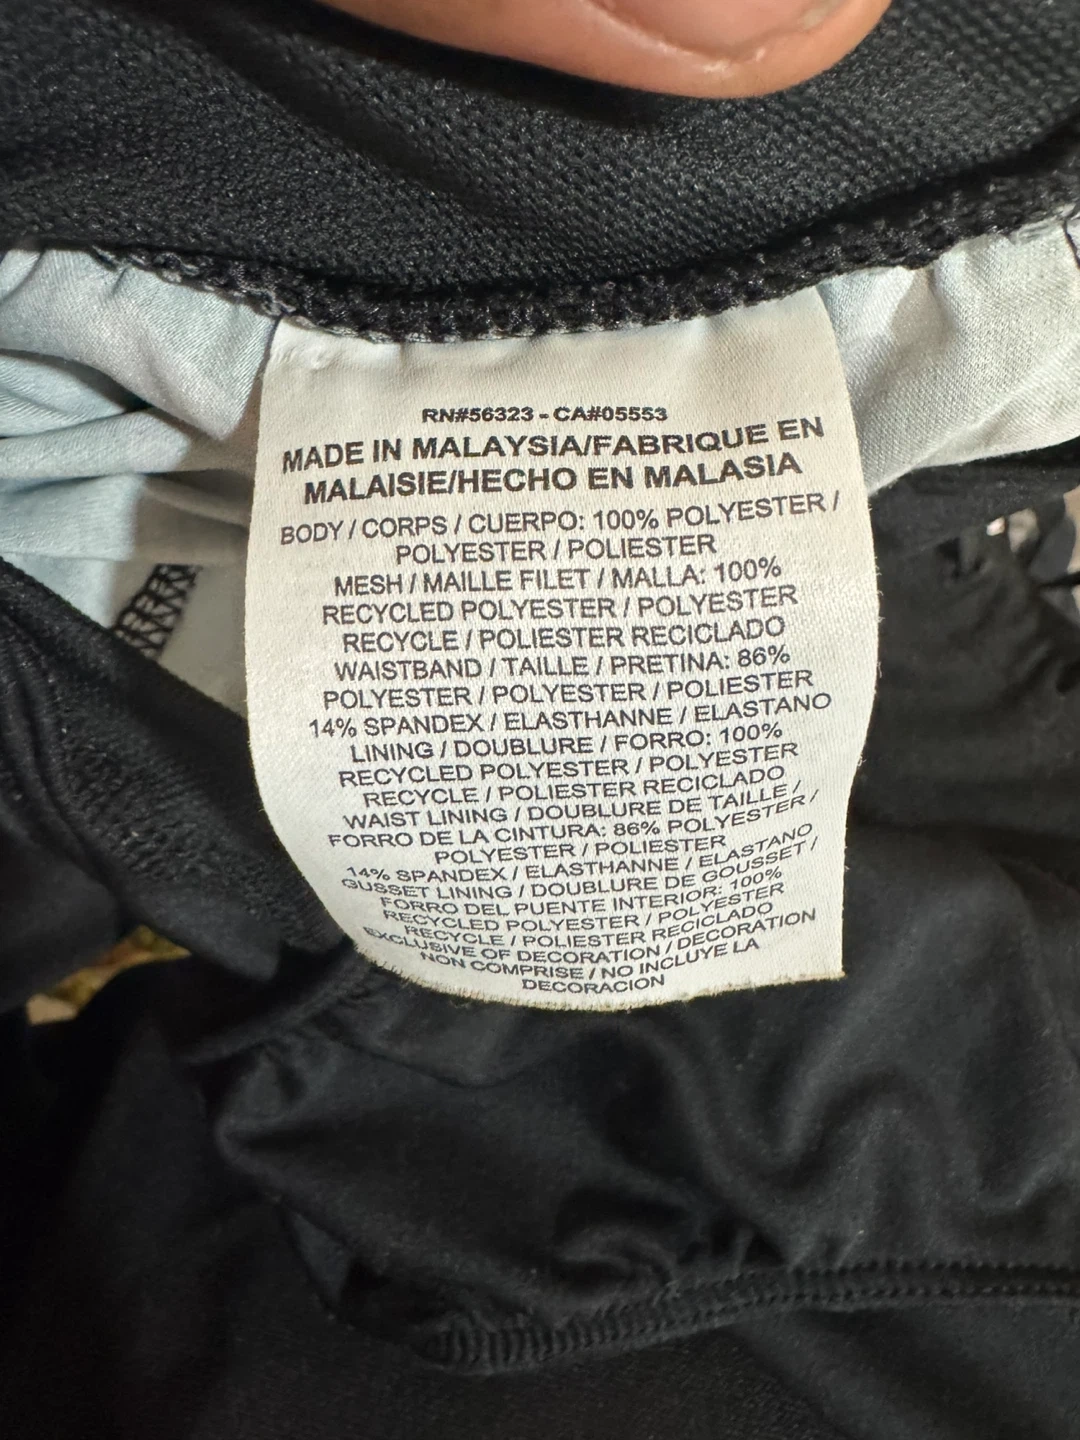 RN#56323 - CA#05553
MADE IN MALAYSIA/FABRIQUE EN
MALAISIE/HECHO EN MALASIA
BODY / CORPS / CUERPO: 100% POLYESTER /
POLYESTER / POLIESTER
MESH / MAILLE FILET / MALLA: 100%
RECYCLED POLYESTER / POLYESTER
RECYCLE / POLIESTER RECICLADO
WAISTBAND / TAILLE / PRETINA: 86%
POLYESTER / POLYESTER / POLIESTER
14% SPANDEX / ELASTHANNE / ELASTANO
LINING / DOUBLURE / FORRO: 100%
RECYCLED POLYESTER / POLYESTER
RECYCLE / POLIESTER RECICLADO
WAIST LINING / DOUBLURE DE TAILLE /
FORRO DE LA CINTURA: 86% POLYESTER /
POLYESTER / POLIESTER
14% SPANDEX / ELASTHANNE / ELASTANO
GUSSET LINING / DOUBLURE DE GOUSSET /
FORRO DEL PUENTE INTERIOR: 100%
RECYCLED POLYESTER / POLYESTER
RECYCLE / POLIESTER RECICLADO
EXCLUSIVE OF DECORATION / DECORATION
NON COMPRISE / NO INCLUYE LA
DECORACION